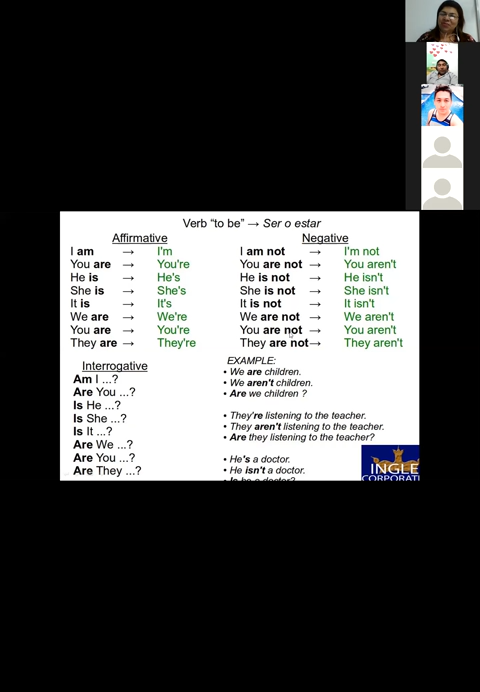 Verb "to be" → Ser o estar
Affirmative
I am → I'm
You are → You're
He is → He's
She is → She's
It is → It's
We are → We're
You are → You're
They are → They're
Negative
I am not → I'm not
You are not → You aren't
He is not → He isn't
She is not → She isn't
It is not → It isn't
We are not → We aren't
You are not → You aren't
They are not → They aren't
Interrogative
Am I ...?
Are You ...?
Is He ...?
Is She ...?
Is It ...?
Are We ...?
Are You ...?
Are They ...?
EXAMPLE:
• We are children.
• We aren't children.
• Are we children ?
• They're listening to the teacher.
• They aren't listening to the teacher.
• Are they listening to the teacher?
• He's a doctor.
• He isn't a doctor.
• Is he a doctor?
INGLE
CORPORATI